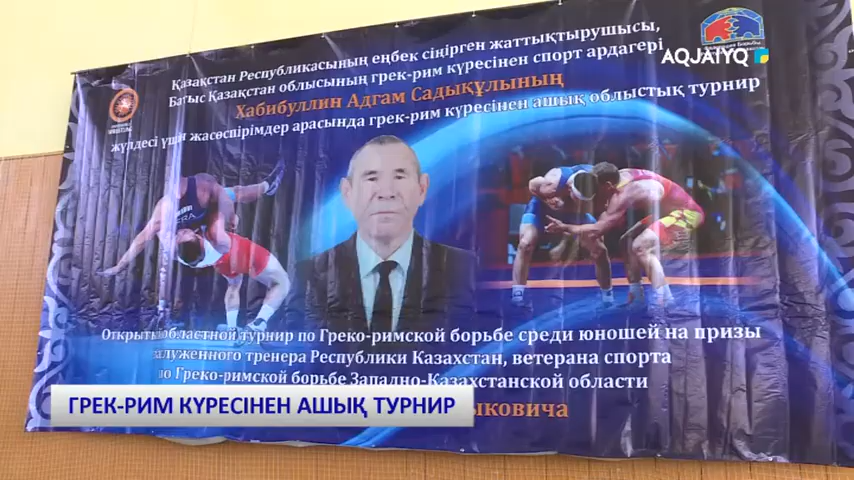 Қазақстан Республикасының еңбек сіңірген жаттықтырушысы,
Батыс Қазақстан облысының грек-рим күресінен спорт ардагері
Хабибуллин Адгам Садықұлының
жүлдесі үшін жасөспірімдер арасында грек-рим күресінен ашық облыстық турнир
AQJAIYQ
Открытый областной турнир по Греко-римской борьбе среди юношей на призы
заслуженного тренера Республики Казахстан, ветерана спорта
по Греко-римской борьбе Западно-Казахстанской области
ыковича
ГРЕК-РИМ КҮРЕСІНЕН АШЫҚ ТУРНИР